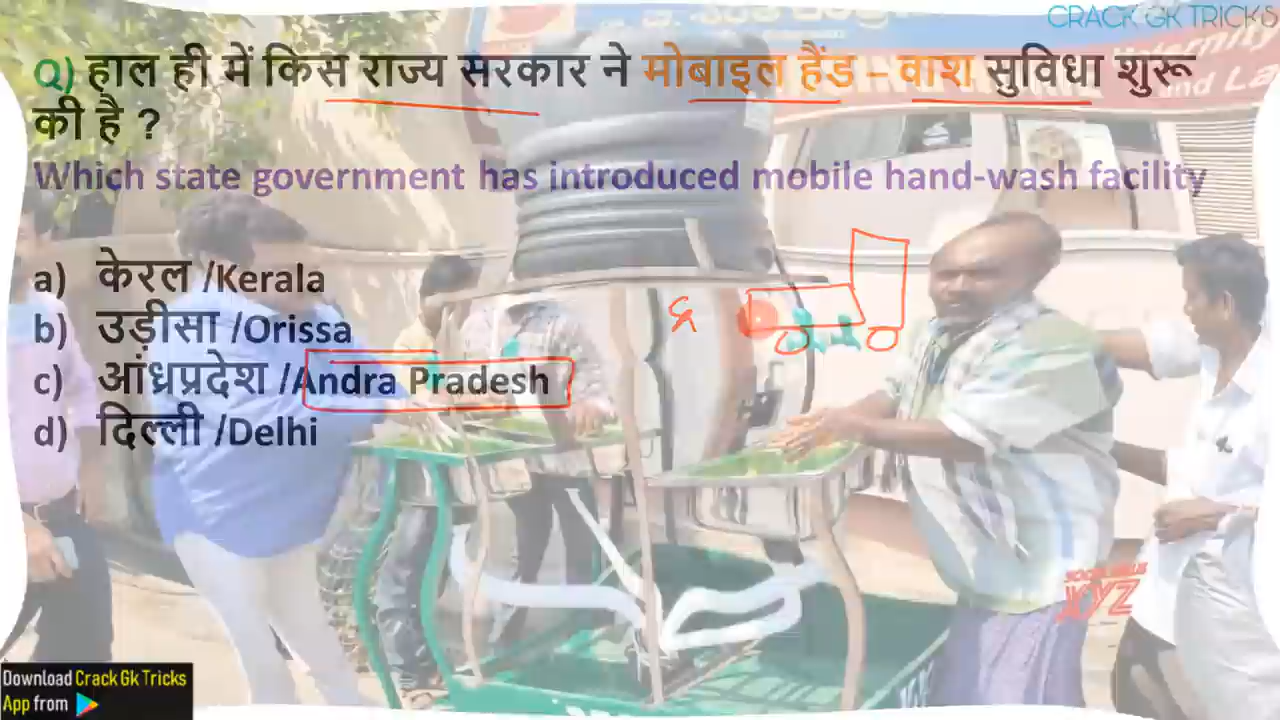 CRACK GK TRICKS
Q) हाल ही में किस राज्य सरकार ने मोबाइल हैंड – वाश सुविधा शुरू
की है ?
Which state government has introduced mobile hand-wash facility
a) केरल /Kerala
b) उड़ीसा /Orissa
c) आंध्रप्रदेश /Andra Pradesh
d) दिल्ली /Delhi
XYZ
Download Crack Gk Tricks
App from